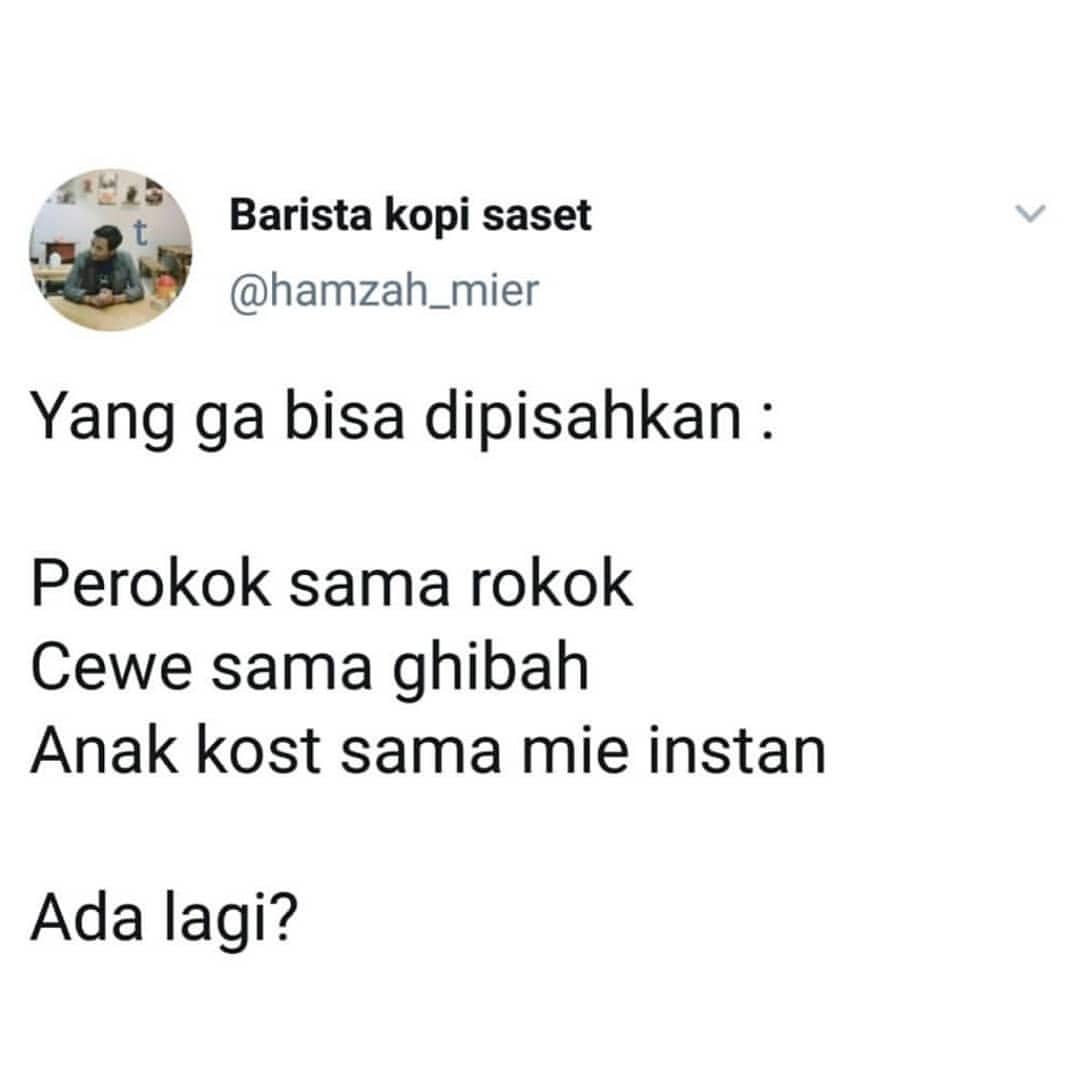 Barista kopi saset
@hamzah_mier
Yang ga bisa dipisahkan :
Perokok sama rokok
Cewe sama ghibah
Anak kost sama mie instan
Ada lagi?